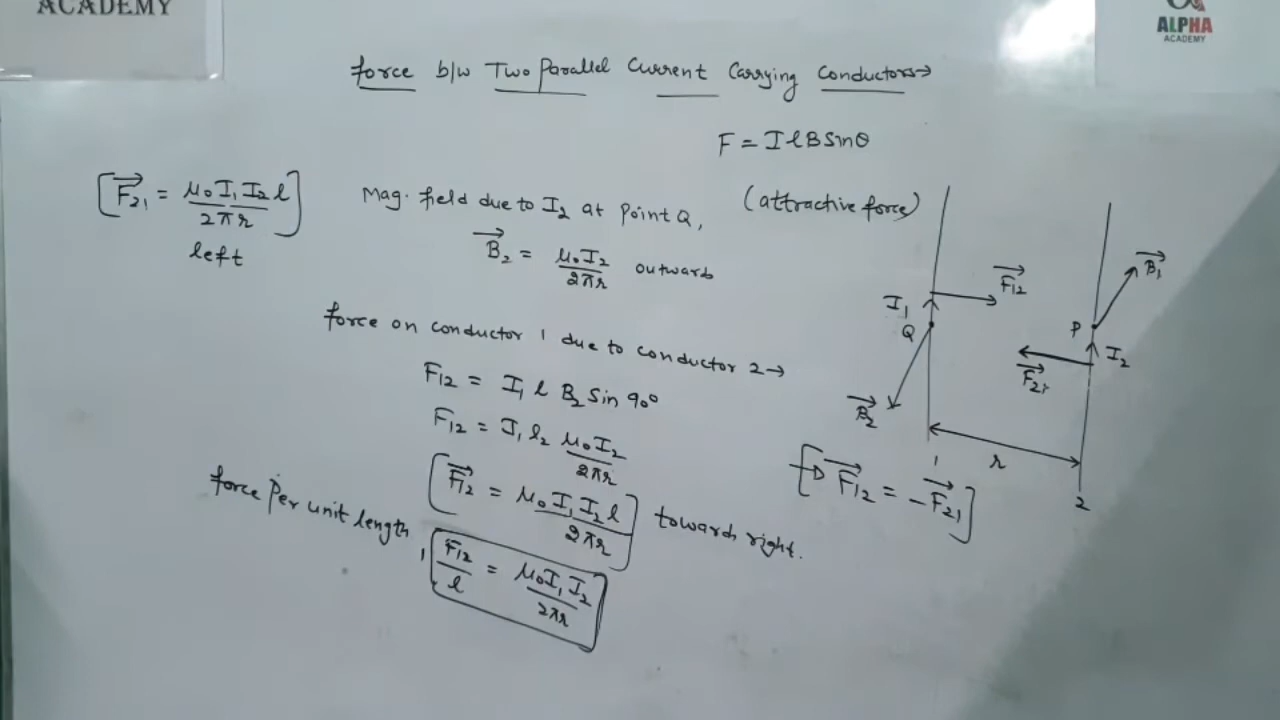 ACADEMY
ALPHA
ACADEMY
force b/w Two Parallel Current Carrying Conductors→
F = IlBSinθ
[F₂₁→ = μ₀I₁I₂l / 2πr]
left
Mag. field due to I₂ at point Q,
(attractive force)
B₂→ = μ₀I₂ / 2πr outwards
force on conductor 1 due to conductor 2→
F₁₂ = I₁ l B₂ Sin 90°
F₁₂ = I₁ l₂ μ₀I₂ / 2πr
[F₁₂→ = μ₀I₁I₂l / 2πr] toward right.
force Per unit length,
F₁₂ / l = μ₀I₁I₂ / 2πr
F₁₂→
I₁
Q
B₂→
1
r
B₁→
P
I₂
F₂₁→
2
[→ F₁₂→ = −F₂₁→]